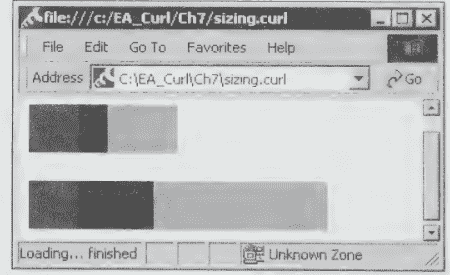 file:///c:/EA_Curl/Ch7/sizing.curl
File Edit Go To Favorites Help
Address C:\EA_Curl\Ch7\sizing.curl Go
Loading... finished Unknown Zone